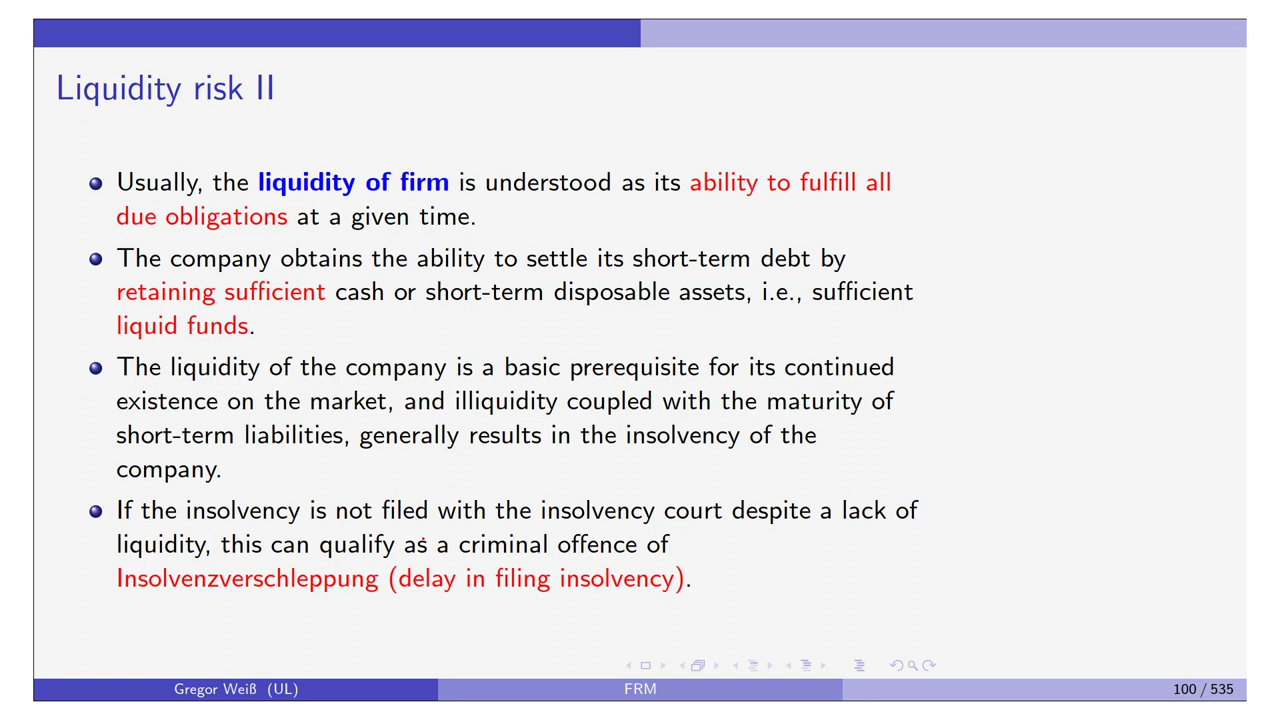 Liquidity risk II
Usually, the liquidity of firm is understood as its ability to fulfill all
due obligations at a given time.
The company obtains the ability to settle its short-term debt by
retaining sufficient cash or short-term disposable assets, i.e., sufficient
liquid funds.
The liquidity of the company is a basic prerequisite for its continued
existence on the market, and illiquidity coupled with the maturity of
short-term liabilities, generally results in the insolvency of the
company.
If the insolvency is not filed with the insolvency court despite a lack of
liquidity, this can qualify as a criminal offence of
Insolvenzverschleppung (delay in filing insolvency).
Gregor Weiß (UL) FRM 100 / 535